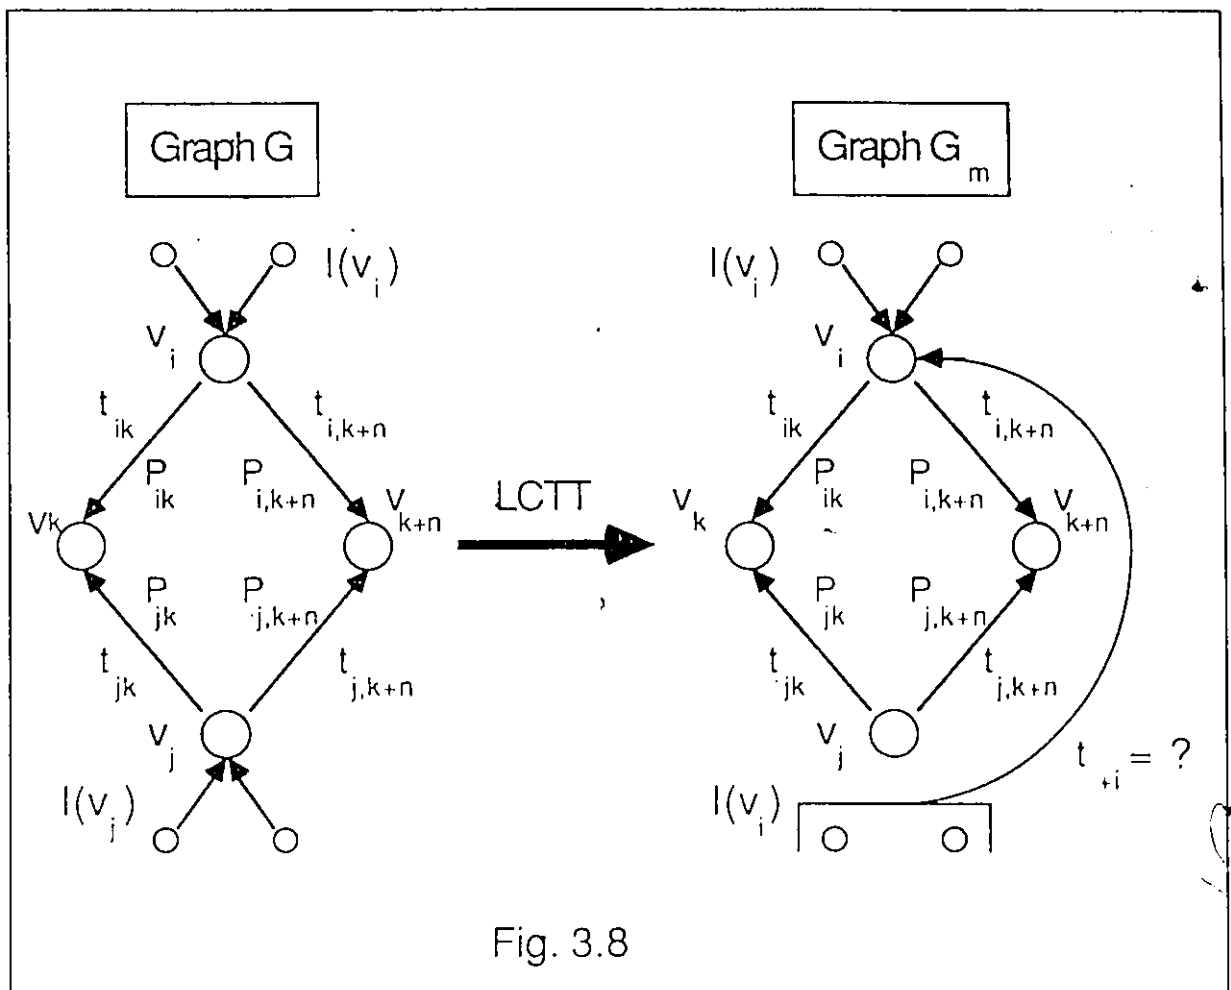 Graph G
Graph G m
I(v i)
I(v i)
v i
v i
t ik
t i,k+n
t ik
t i,k+n
P ik
P i,k+n
P ik
P i,k+n
vk
v k+n
LCTT
v k
v k+n
P jk
P j,k+n
P jk
P j,k+n
t jk
t j,k+n
t jk
t j,k+n
v j
v j
t +i = ?
I(v j)
I(v i)
Fig. 3.8